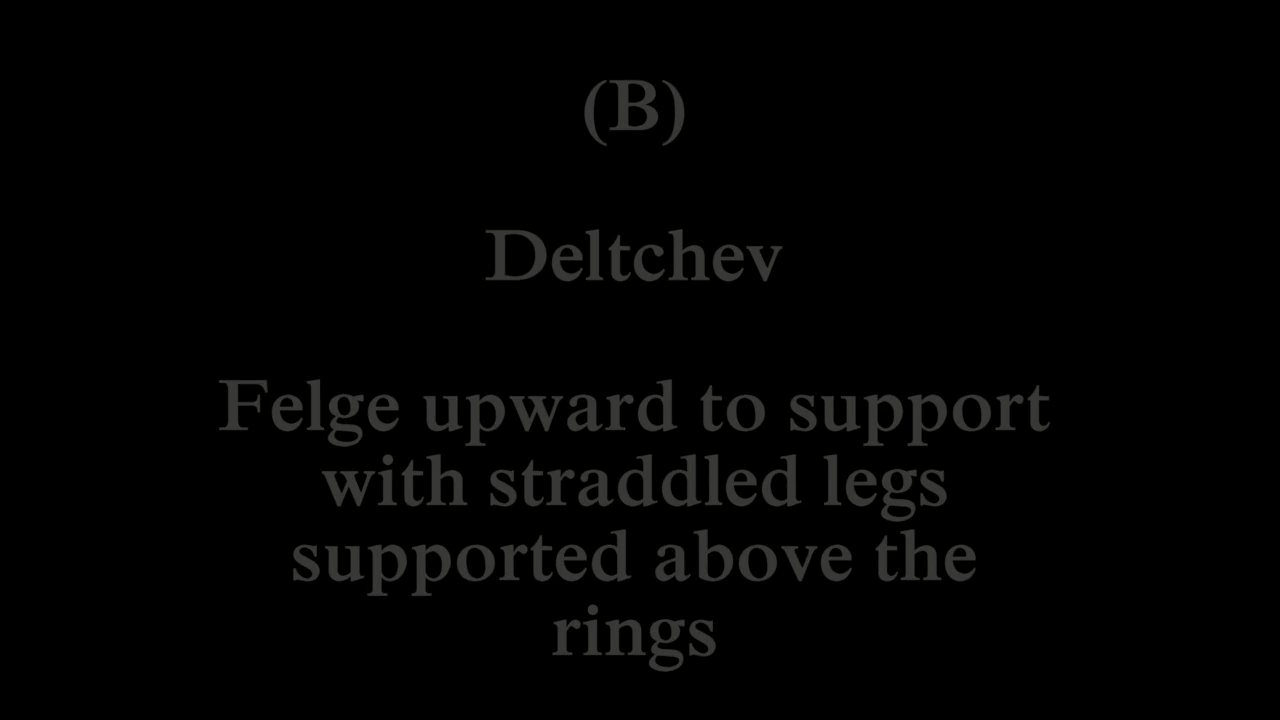 (B)
Deltchev
Felge upward to support
with straddled legs
supported above the
rings